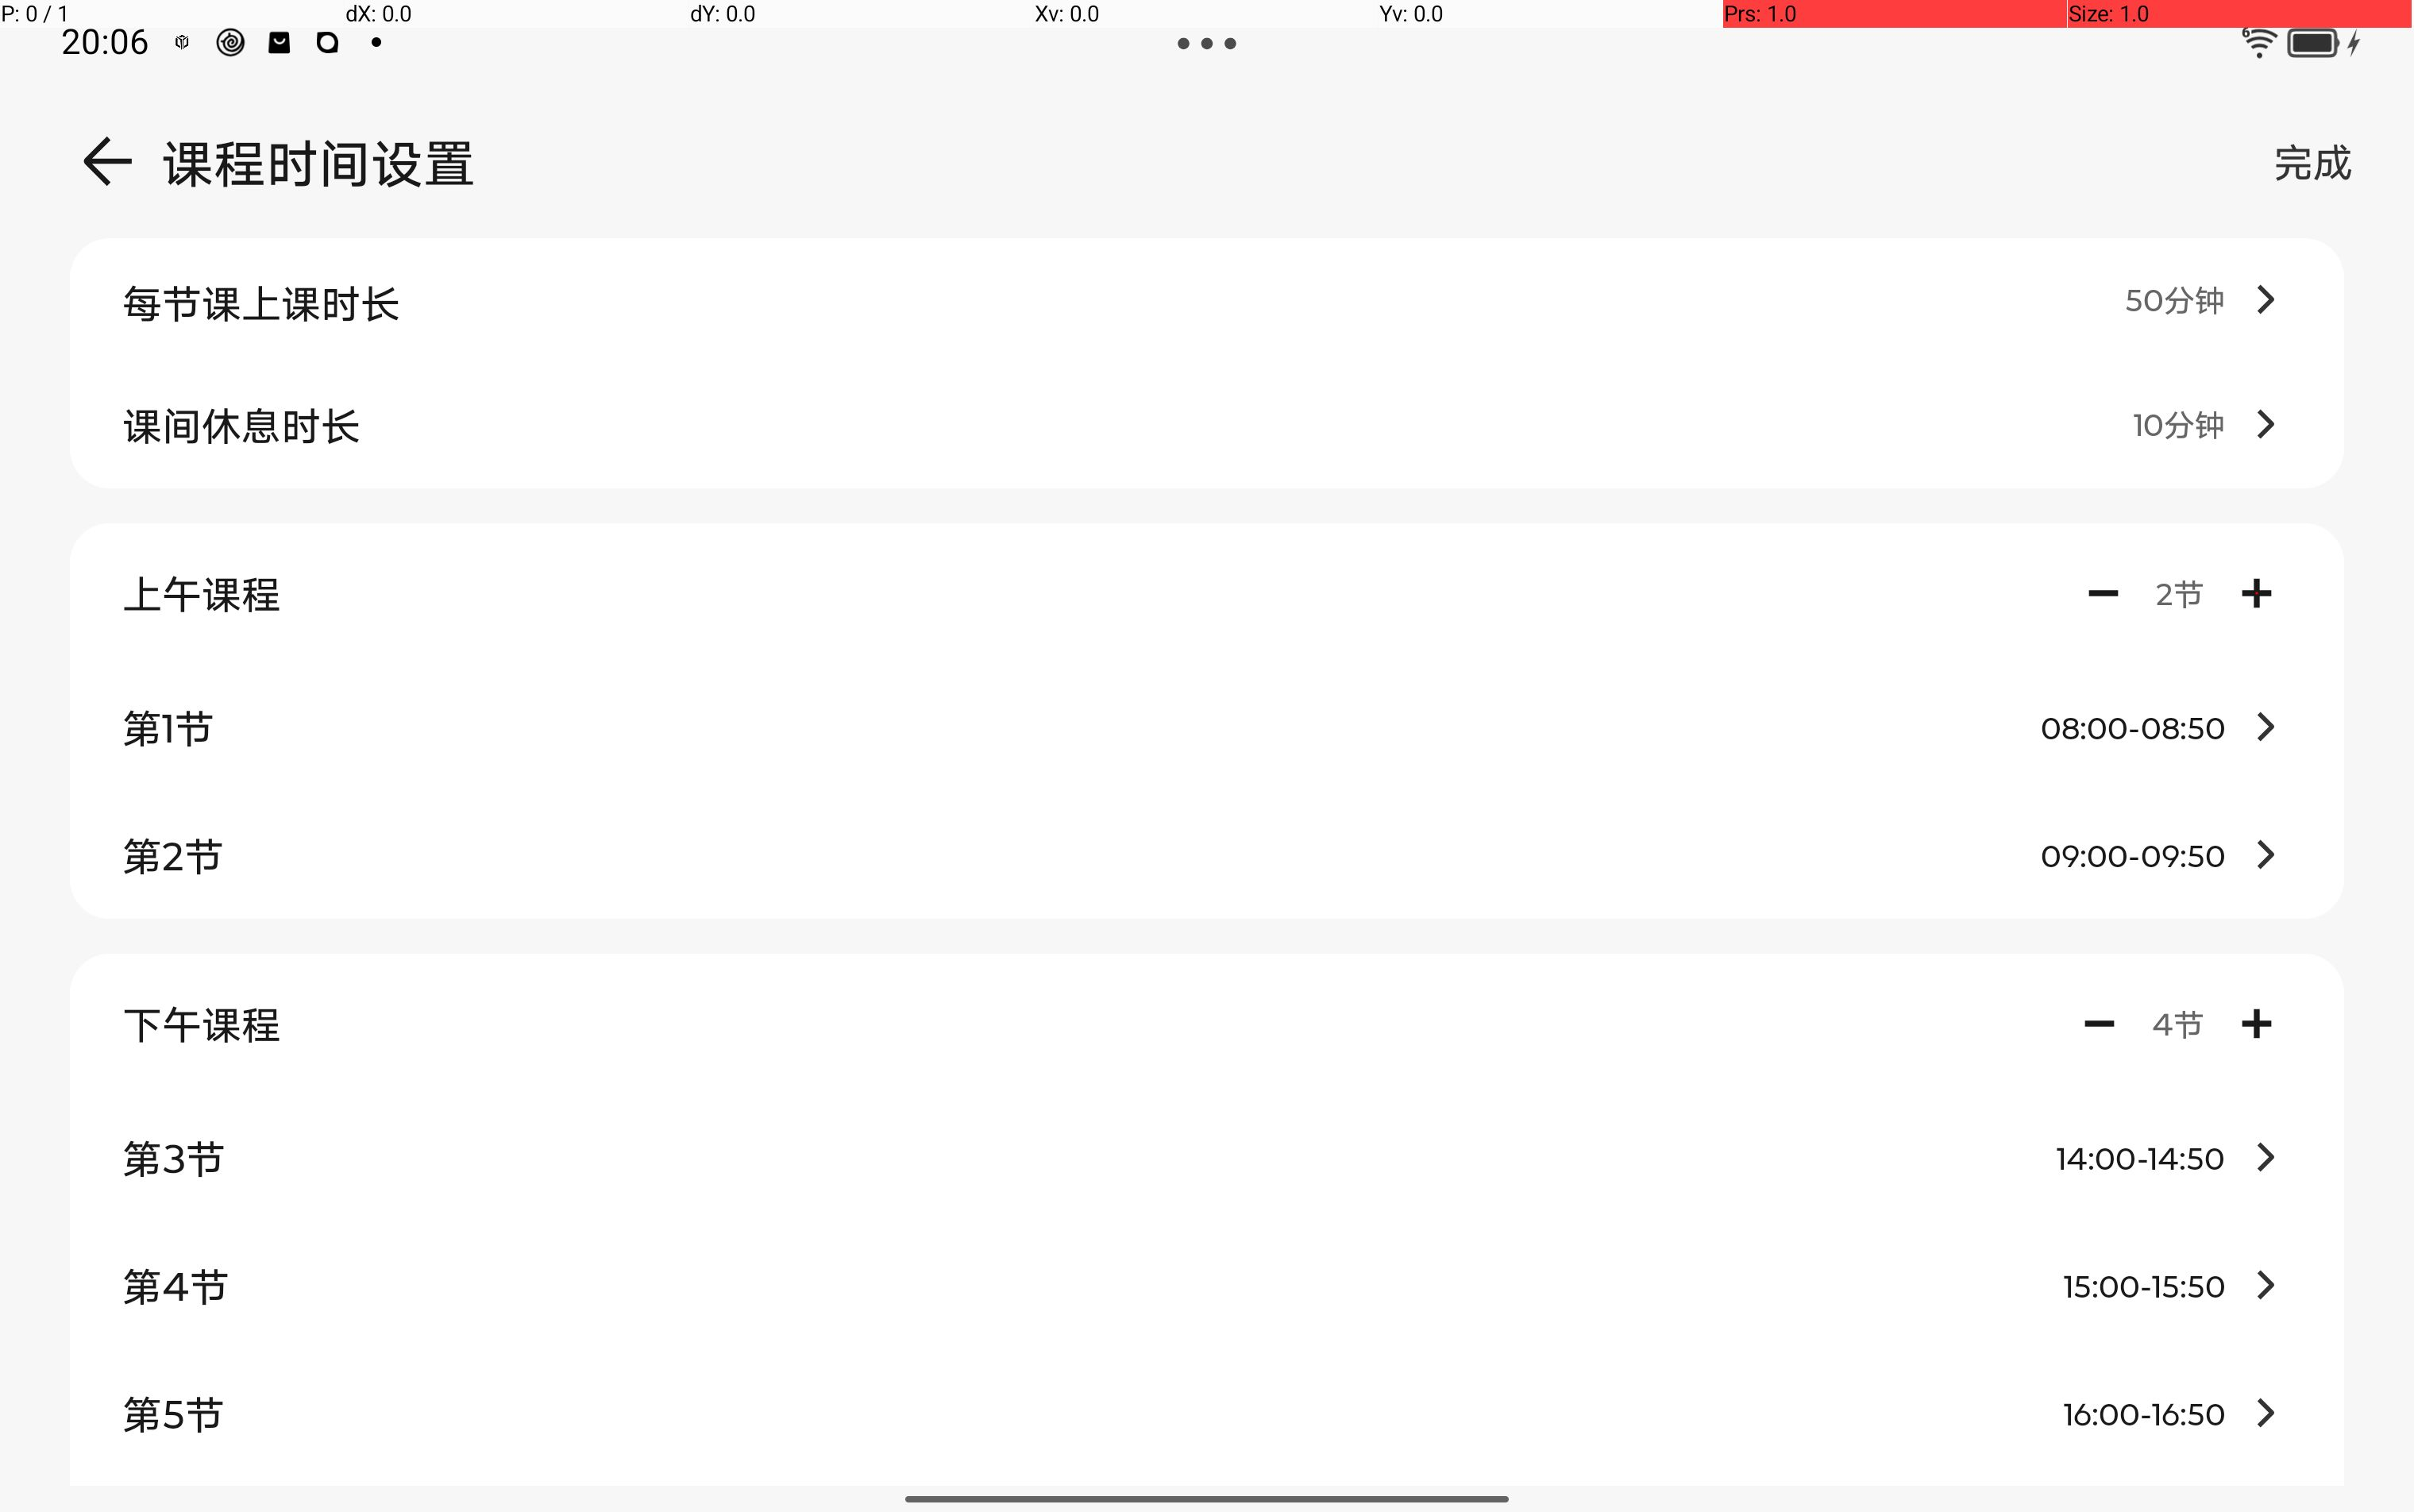 P: 0 / 1 dX: 0.0 dY: 0.0 Xv: 0.0 Yv: 0.0 Prs: 1.0 Size: 1.0
20:06 6
课程时间设置 完成
每节课上课时长 50分钟
课间休息时长 10分钟
上午课程 2节
第1节 08:00-08:50
第2节 09:00-09:50
下午课程 4节
第3节 14:00-14:50
第4节 15:00-15:50
第5节 16:00-16:50